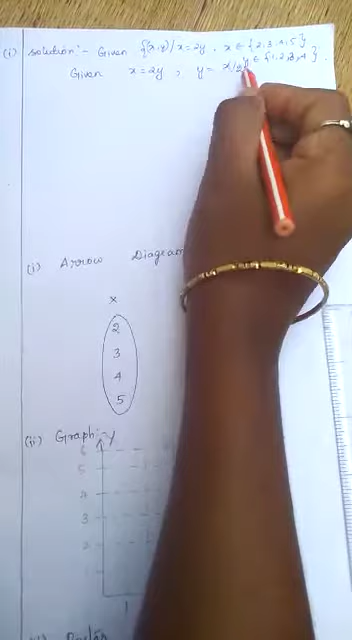 (i) Solution:- Given {(x,y)/x = 2y, x ∈ {2,3,4,5}
y ∈ {1,2,3,4}.
Given x = 2y, y = x/2
(i) Arrow Diagram
x
2
3
4
5
(ii) Graph:- y
6
5
4
3
2
1
1